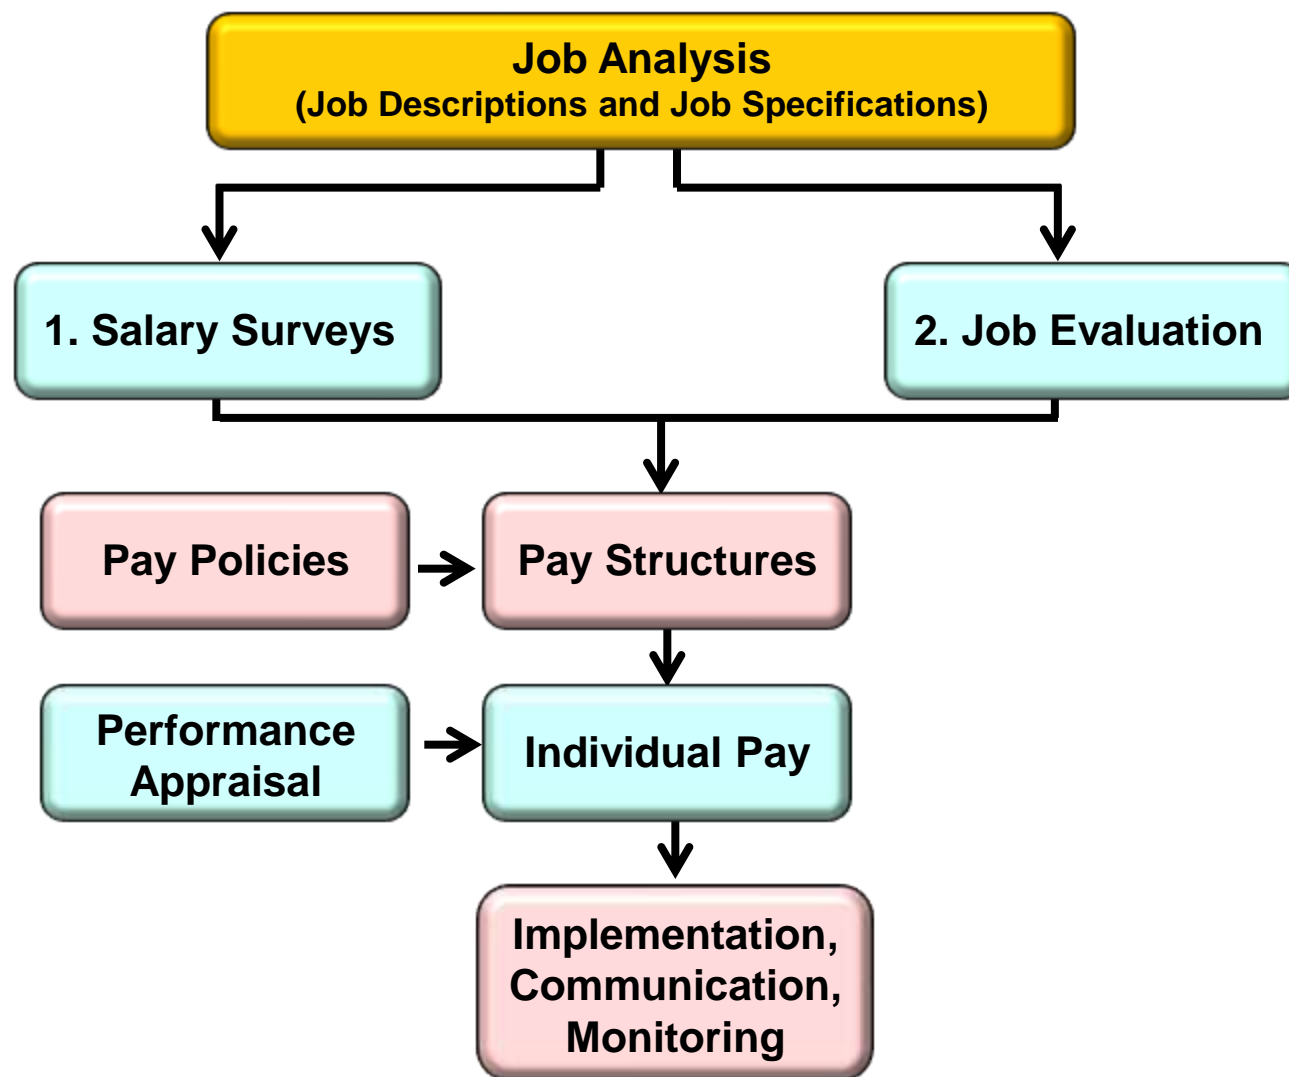 Job Analysis
(Job Descriptions and Job Specifications)
1. Salary Surveys
2. Job Evaluation
Pay Policies
Pay Structures
Performance
Appraisal
Individual Pay
Implementation,
Communication,
Monitoring